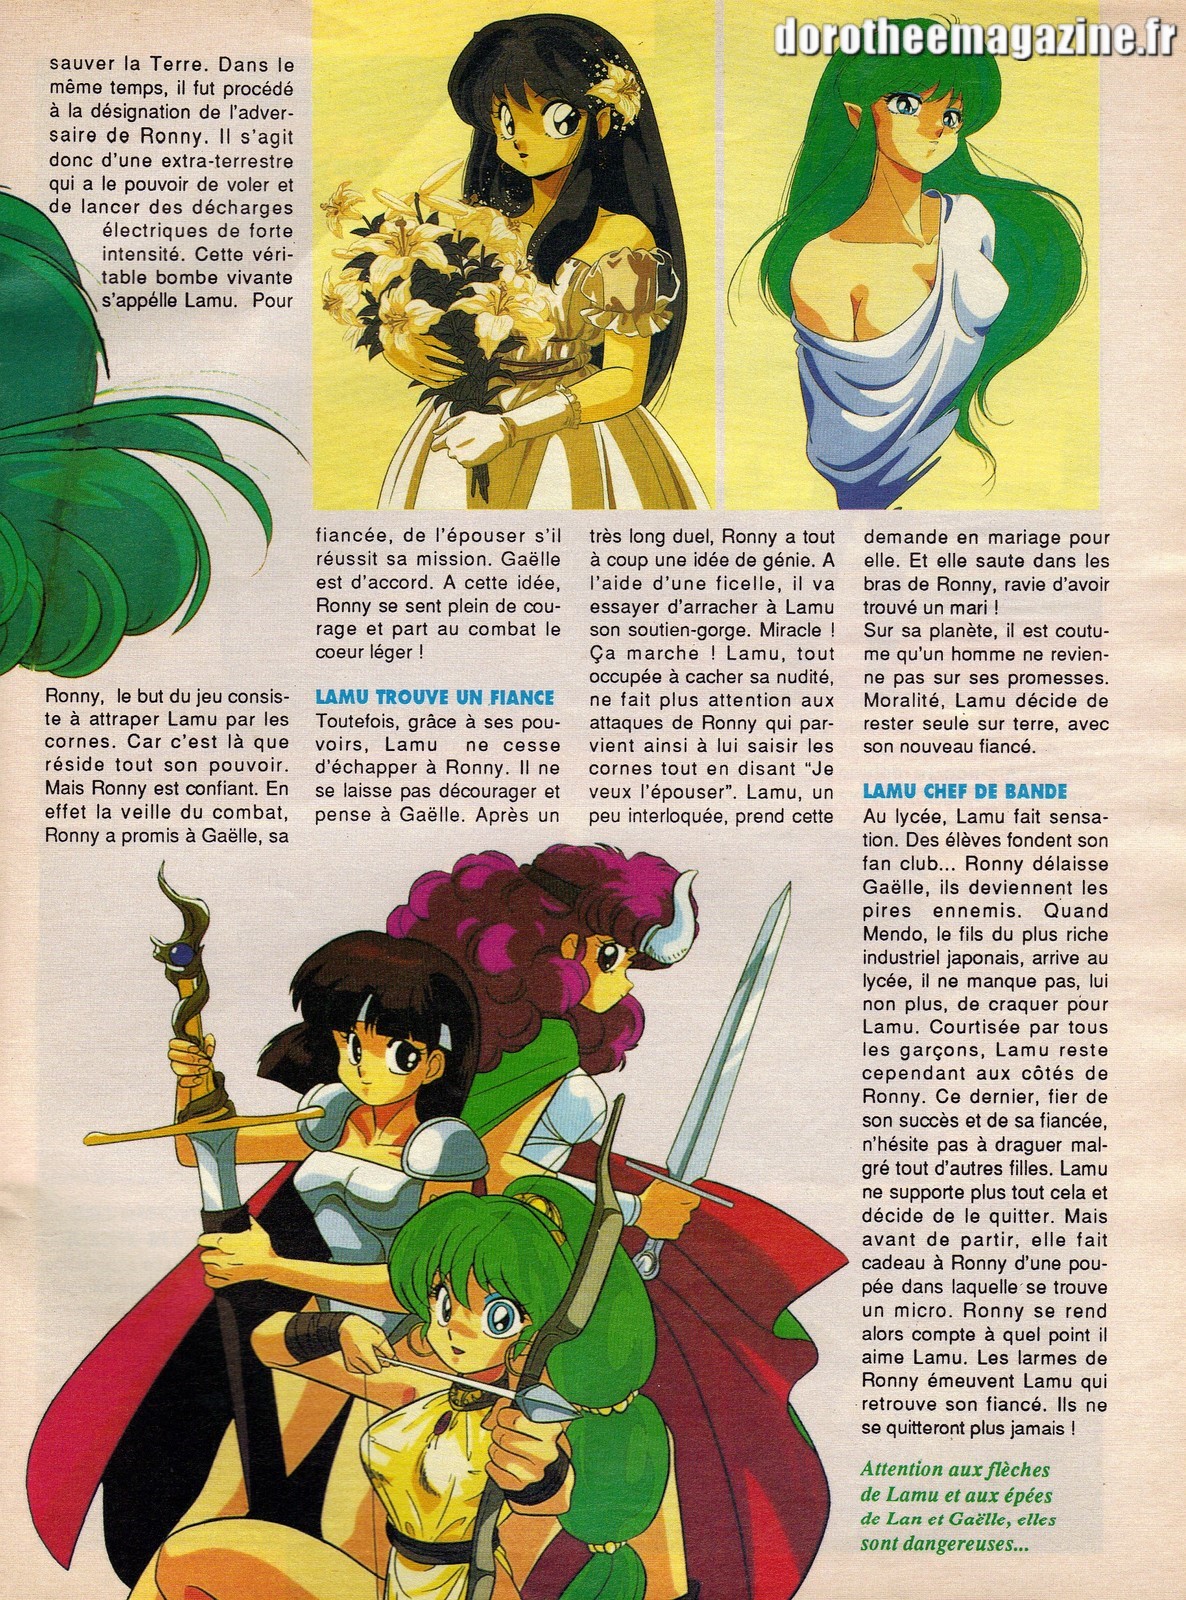 dorotheemagazine.fr
sauver la Terre. Dans le
même temps, il fut procédé
à la désignation de l'adver-
saire de Ronny. Il s'agit
donc d'une extra-terrestre
qui a le pouvoir de voler et
de lancer des décharges
électriques de forte
intensité. Cette véri-
table bombe vivante
s'appélle Lamu. Pour
Ronny, le but du jeu consis-
te à attraper Lamu par les
cornes. Car c'est là que
réside tout son pouvoir.
Mais Ronny est confiant. En
effet la veille du combat,
Ronny a promis à Gaëlle, sa
fiancée, de l'épouser s'il
réussit sa mission. Gaëlle
est d'accord. A cette idée,
Ronny se sent plein de cou-
rage et part au combat le
coeur léger !
LAMU TROUVE UN FIANCE
Toutefois, grâce à ses pou-
voirs, Lamu ne cesse
d'échapper à Ronny. Il ne
se laisse pas décourager et
pense à Gaëlle. Après un
très long duel, Ronny a tout
à coup une idée de génie. A
l'aide d'une ficelle, il va
essayer d'arracher à Lamu
son soutien-gorge. Miracle !
Ça marche ! Lamu, tout
occupée à cacher sa nudité,
ne fait plus attention aux
attaques de Ronny qui par-
vient ainsi à lui saisir les
cornes tout en disant “Je
veux l'épouser”. Lamu, un
peu interloquée, prend cette
demande en mariage pour
elle. Et elle saute dans les
bras de Ronny, ravie d'avoir
trouvé un mari !
Sur sa planète, il est coutu-
me qu'un homme ne revien-
ne pas sur ses promesses.
Moralité, Lamu décide de
rester seule sur terre, avec
son nouveau fiancé.
LAMU CHEF DE BANDE
Au lycée, Lamu fait sensa-
tion. Des élèves fondent son
fan club... Ronny délaisse
Gaëlle, ils deviennent les
pires ennemis. Quand
Mendo, le fils du plus riche
industriel japonais, arrive au
lycée, il ne manque pas, lui
non plus, de craquer pour
Lamu. Courtisée par tous
les garçons, Lamu reste
cependant aux côtés de
Ronny. Ce dernier, fier de
son succès et de sa fiancée,
n'hésite pas à draguer mal-
gré tout d'autres filles. Lamu
ne supporte plus tout cela et
décide de le quitter. Mais
avant de partir, elle fait
cadeau à Ronny d'une pou-
pée dans laquelle se trouve
un micro. Ronny se rend
alors compte à quel point il
aime Lamu. Les larmes de
Ronny émeuvent Lamu qui
retrouve son fiancé. Ils ne
se quitteront plus jamais !
Attention aux flèches
de Lamu et aux épées
de Lan et Gaëlle, elles
sont dangereuses...